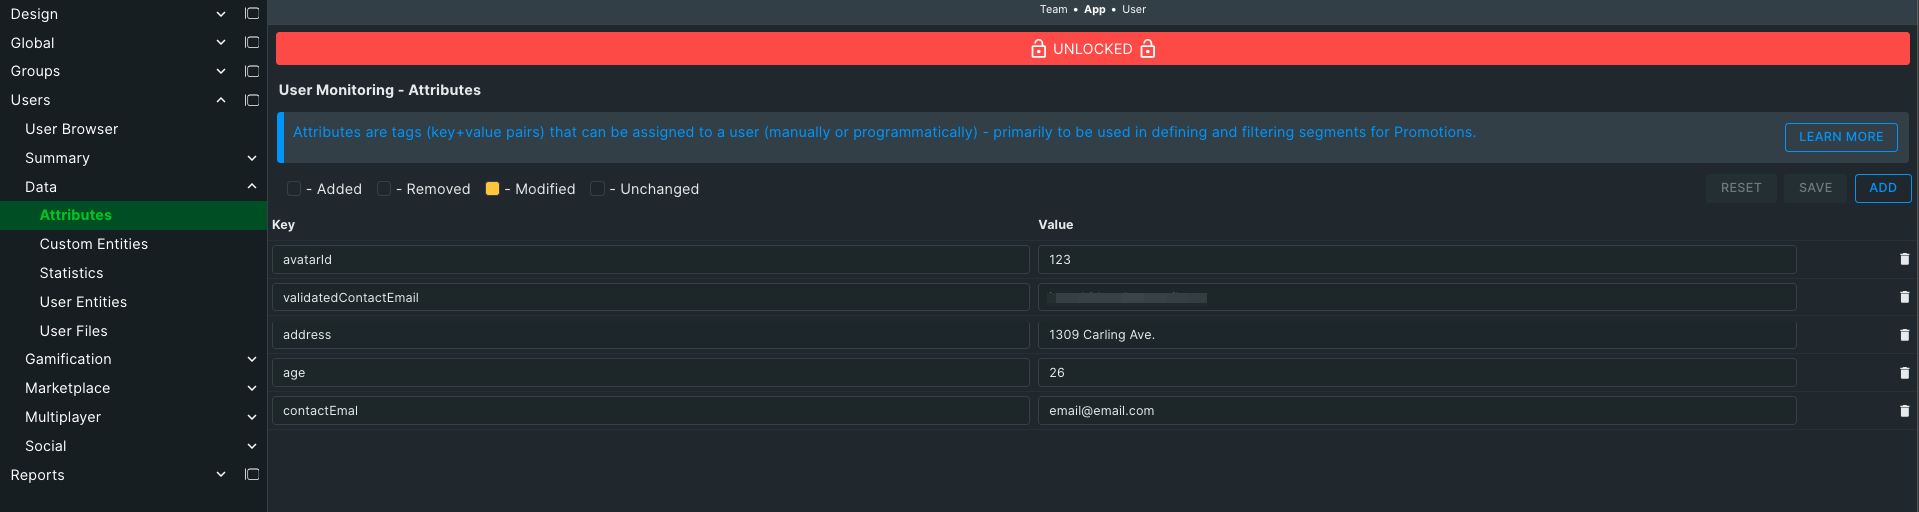 Team • App • User
UNLOCKED
Design
Global
Groups
Users
User Browser
Summary
Data
Attributes
Custom Entities
Statistics
User Entities
User Files
Gamification
Marketplace
Multiplayer
Social
Reports
User Monitoring - Attributes
Attributes are tags (key+value pairs) that can be assigned to a user (manually or programmatically) - primarily to be used in defining and filtering segments for Promotions.
LEARN MORE
- Added - Removed - Modified - Unchanged
RESET SAVE ADD
Key Value
avatarId 123
validatedContactEmail
address 1309 Carling Ave.
age 26
contactEmal email@email.com